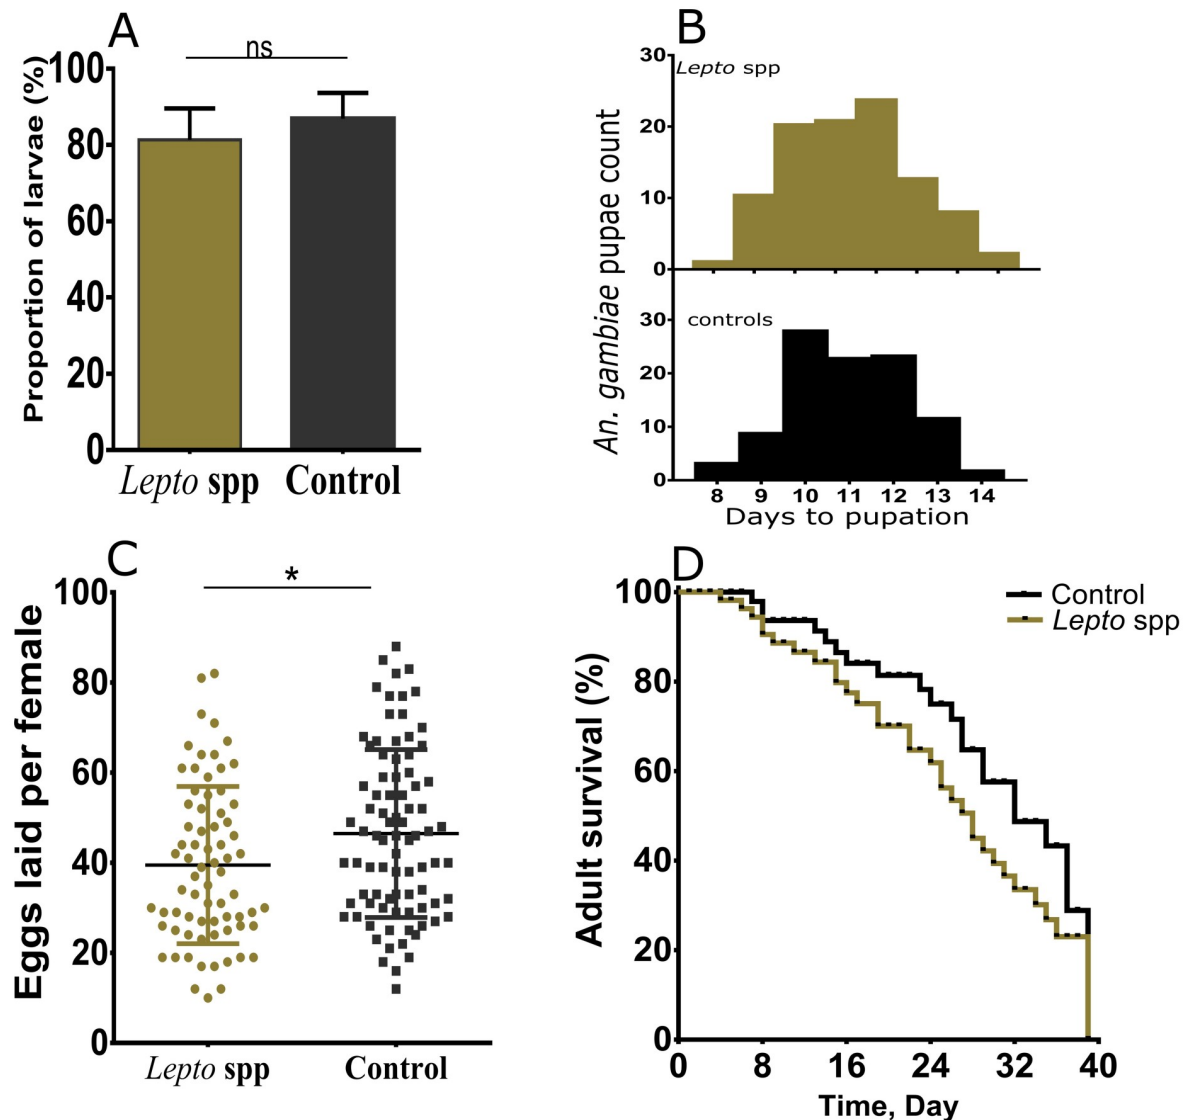 A
ns
Proportion of larvae (%)
100
80
60
40
20
0
Lepto spp
Control
B
An. gambiae pupae count
Lepto spp
30
20
10
0
controls
30
20
10
0
8 9 10 11 12 13 14
Days to pupation
C
*
Eggs laid per female
100
80
60
40
20
0
Lepto spp
Control
D
Control
Lepto spp
Adult survival (%)
100
80
60
40
20
0
0 8 16 24 32 40
Time, Day